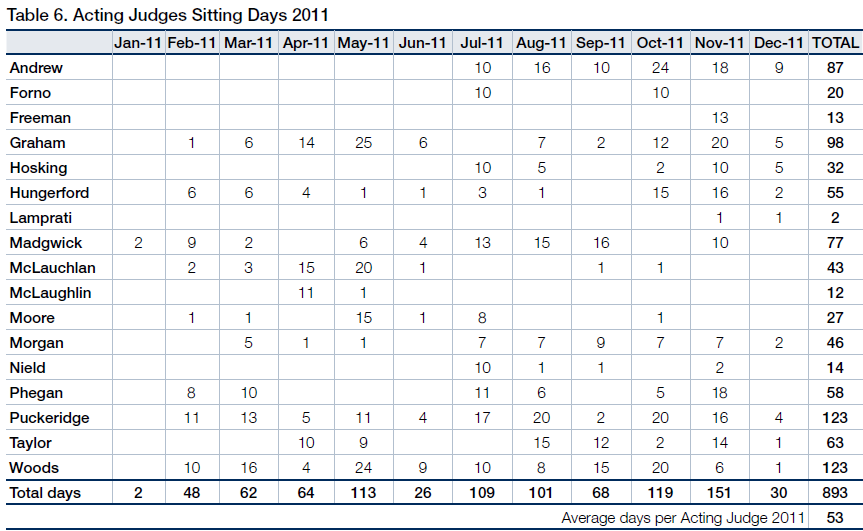 Table 6. Acting Judges Sitting Days 2011
Jan-11 Feb-11 Mar-11 Apr-11 May-11 Jun-11 Jul-11 Aug-11 Sep-11 Oct-11 Nov-11 Dec-11 TOTAL
Andrew 10 16 10 24 18 9 87
Forno 10 10 20
Freeman 13 13
Graham 1 6 14 25 6 7 2 12 20 5 98
Hosking 10 5 2 10 5 32
Hungerford 6 6 4 1 1 3 1 15 16 2 55
Lamprati 1 1 2
Madgwick 2 9 2 6 4 13 15 16 10 77
McLauchlan 2 3 15 20 1 1 1 43
McLaughlin 11 1 12
Moore 1 1 15 1 8 1 27
Morgan 5 1 1 7 7 9 7 7 2 46
Nield 10 1 1 2 14
Phegan 8 10 11 6 5 18 58
Puckeridge 11 13 5 11 4 17 20 2 20 16 4 123
Taylor 10 9 15 12 2 14 1 63
Woods 10 16 4 24 9 10 8 15 20 6 1 123
Total days 2 48 62 64 113 26 109 101 68 119 151 30 893
Average days per Acting Judge 2011 53